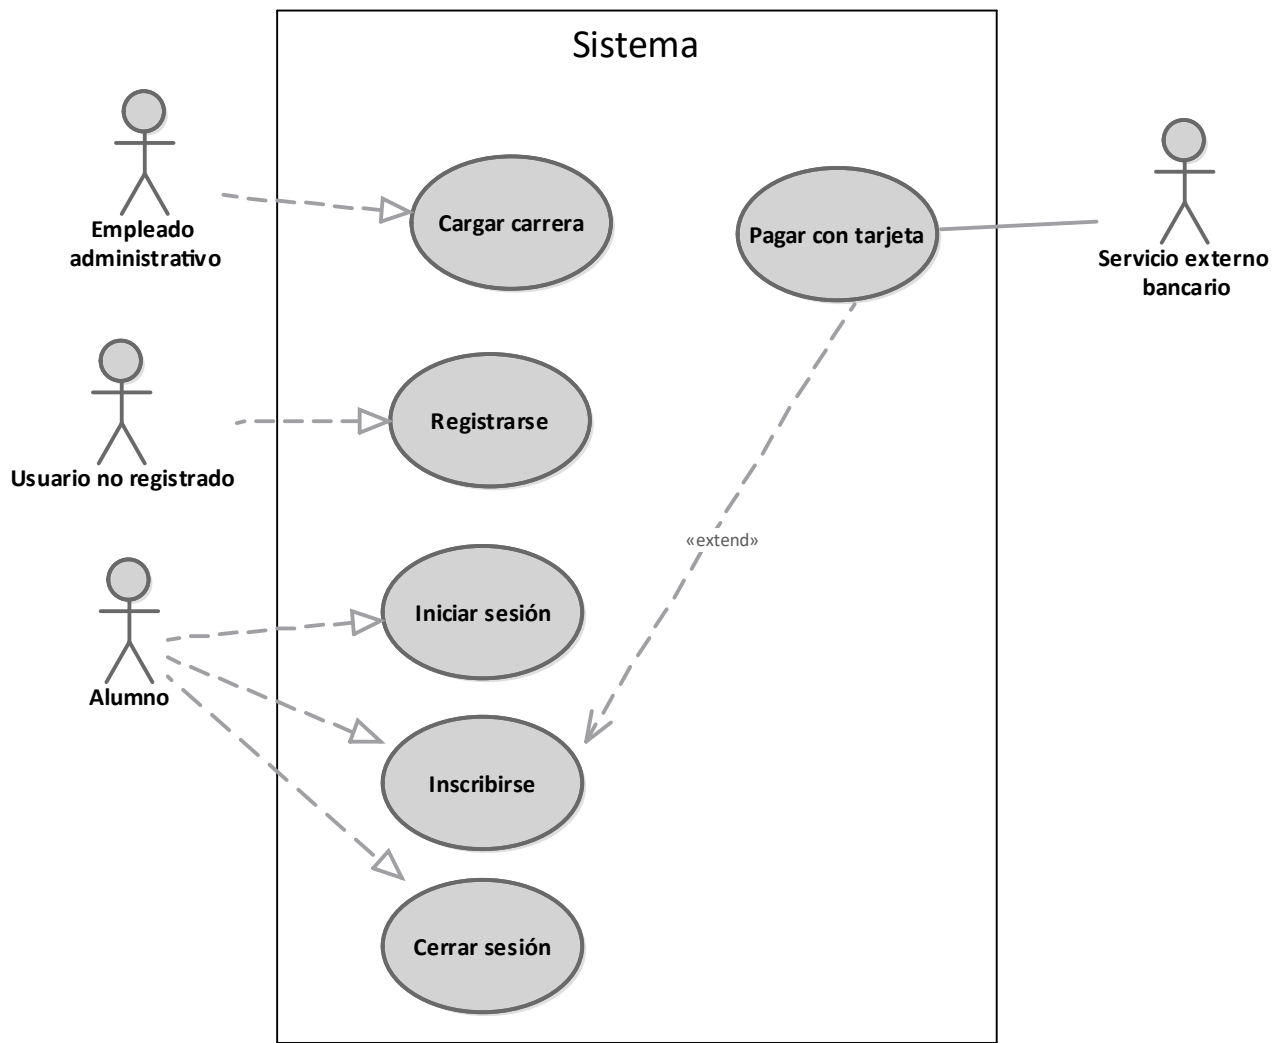 Sistema
Empleado
administrativo
Cargar carrera
Pagar con tarjeta
Servicio externo
bancario
Usuario no registrado
Registrarse
«extend»
Alumno
Iniciar sesión
Inscribirse
Cerrar sesión